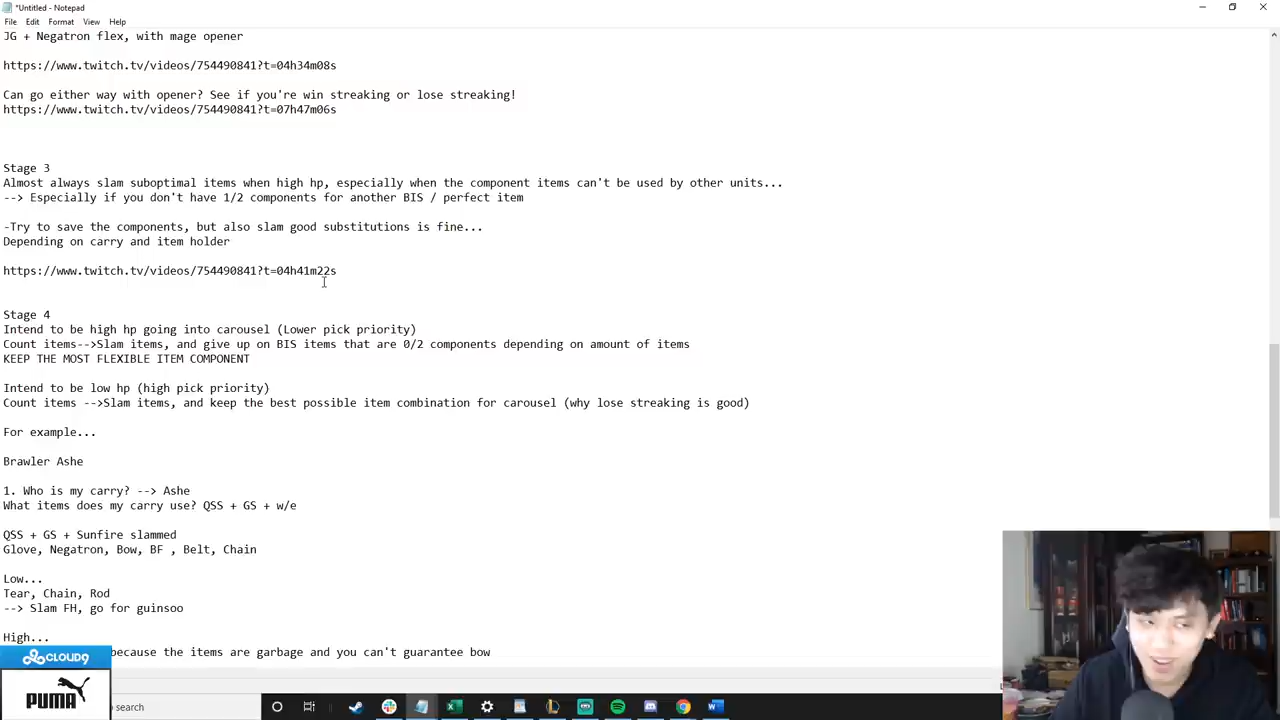 *Untitled - Notepad
File Edit Format View Help
JG + Negatron flex, with mage opener
https://www.twitch.tv/videos/754490841?t=04h34m08s
Can go either way with opener? See if you're win streaking or lose streaking!
https://www.twitch.tv/videos/754490841?t=07h47m06s
Stage 3
Almost always slam suboptimal items when high hp, especially when the component items can't be used by other units...
--> Especially if you don't have 1/2 components for another BIS / perfect item
-Try to save the components, but also slam good substitutions is fine...
Depending on carry and item holder
https://www.twitch.tv/videos/754490841?t=04h41m22s
Stage 4
Intend to be high hp going into carousel (Lower pick priority)
Count items-->Slam items, and give up on BIS items that are 0/2 components depending on amount of items
KEEP THE MOST FLEXIBLE ITEM COMPONENT
Intend to be low hp (high pick priority)
Count items -->Slam items, and keep the best possible item combination for carousel (why lose streaking is good)
For example...
Brawler Ashe
1. Who is my carry? --> Ashe
What items does my carry use? QSS + GS + w/e
QSS + GS + Sunfire slammed
Glove, Negatron, Bow, BF , Belt, Chain
Low...
Tear, Chain, Rod
--> Slam FH, go for guinsoo
High...
because the items are garbage and you can't guarantee bow
CLOUD9
PUMA
search